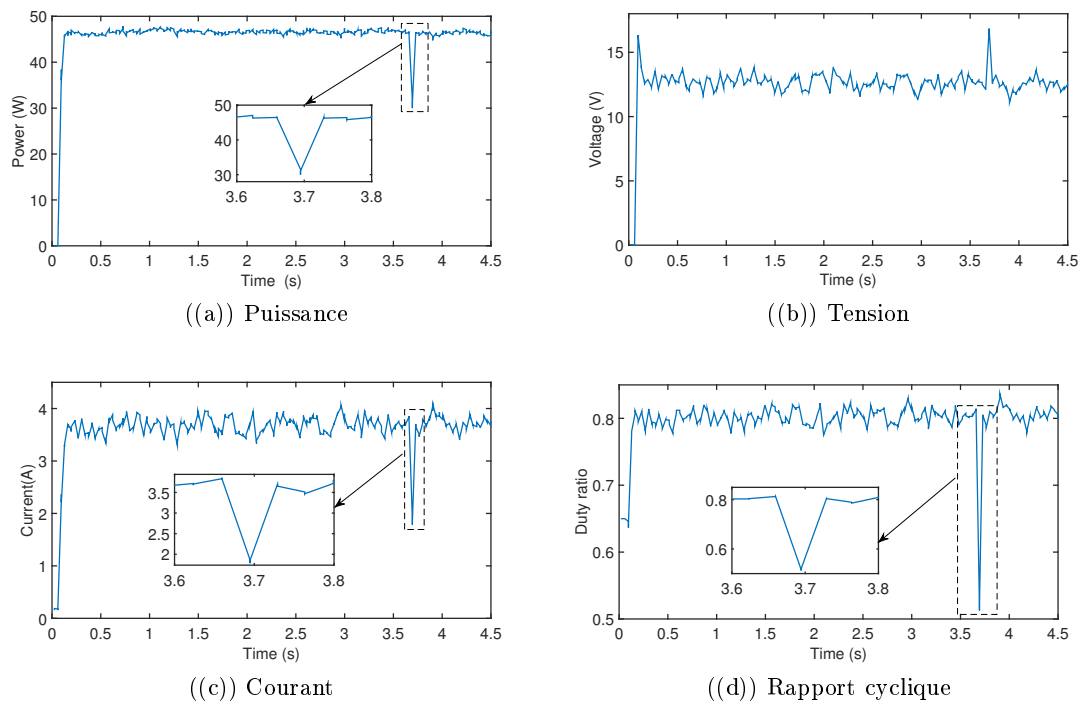 50
40
30
20
10
0
Power (W)
50
40
30
3.6 3.7 3.8
0 0.5 1 1.5 2 2.5 3 3.5 4 4.5
Time (s)
((a)) Puissance
15
10
5
0
Voltage (V)
0 0.5 1 1.5 2 2.5 3 3.5 4 4.5
Time (s)
((b)) Tension
4
3
2
1
0
Current(A)
3.5
3
2.5
2
3.6 3.7 3.8
0 0.5 1 1.5 2 2.5 3 3.5 4 4.5
Time (s)
((c)) Courant
0.8
0.7
0.6
0.5
Duty ratio
0.8
0.6
3.6 3.7 3.8
0 0.5 1 1.5 2 2.5 3 3.5 4 4.5
Time (s)
((d)) Rapport cyclique